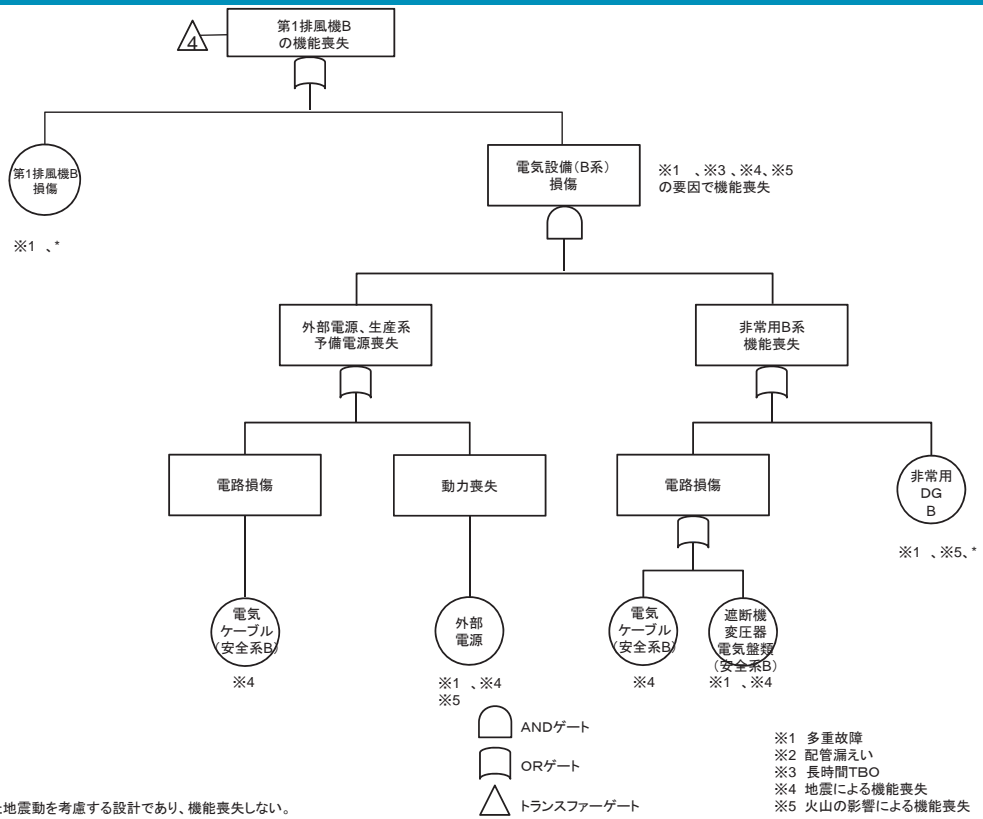 第1排風機B
の機能喪失
4
第1排風機B
損傷
※1 、*
電気設備(B系)
損傷
※1 、※3 、※4、※5
の要因で機能喪失
外部電源、生産系
予備電源喪失
非常用B系
機能喪失
電路損傷
動力喪失
電路損傷
非常用
DG
B
※1 、※5、*
電気
ケーブル
(安全系B)
※4
外部
電源
※1 、※4
※5
電気
ケーブル
(安全系B)
※4
遮断機
変圧器
電気盤類
(安全系B)
※1 、※4
ANDゲート
ORゲート
トランスファーゲート
※1 多重故障
※2 配管漏えい
※3 長時間TBO
※4 地震による機能喪失
※5 火山の影響による機能喪失
地震動を考慮する設計であり、機能喪失しない。